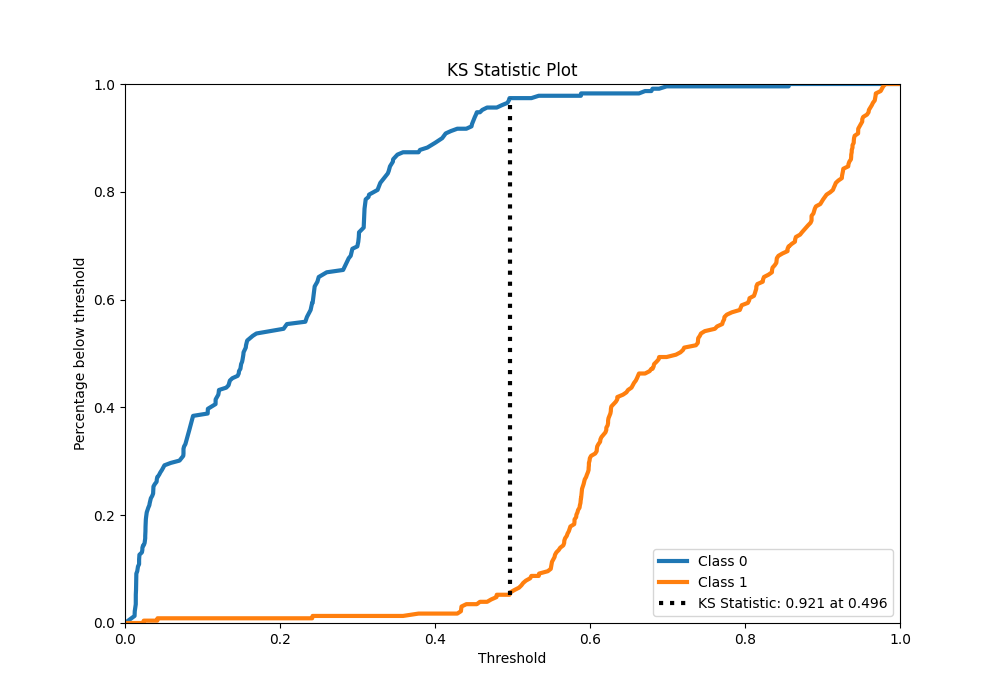 KS Statistic Plot
1.0
0.8
0.6
0.4
0.2
0.0
Percentage below threshold
0.0 0.2 0.4 0.6 0.8 1.0
Threshold
Class 0
Class 1
KS Statistic: 0.921 at 0.496